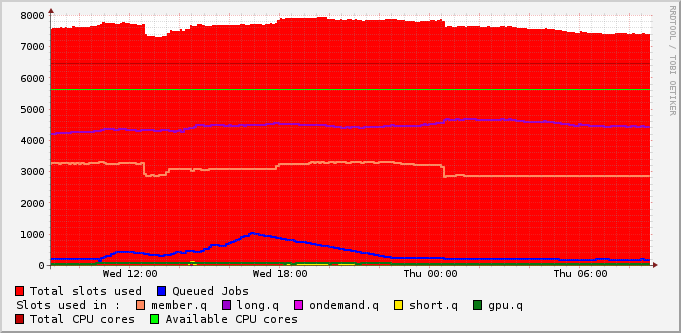 8000
7000
6000
5000
4000
3000
2000
1000
0
Wed 12:00 Wed 18:00 Thu 00:00 Thu 06:00
Total slots used Queued Jobs
Slots used in : member.q long.q ondemand.q short.q gpu.q
Total CPU cores Available CPU cores
RRDTOOL / TOBI OETIKER